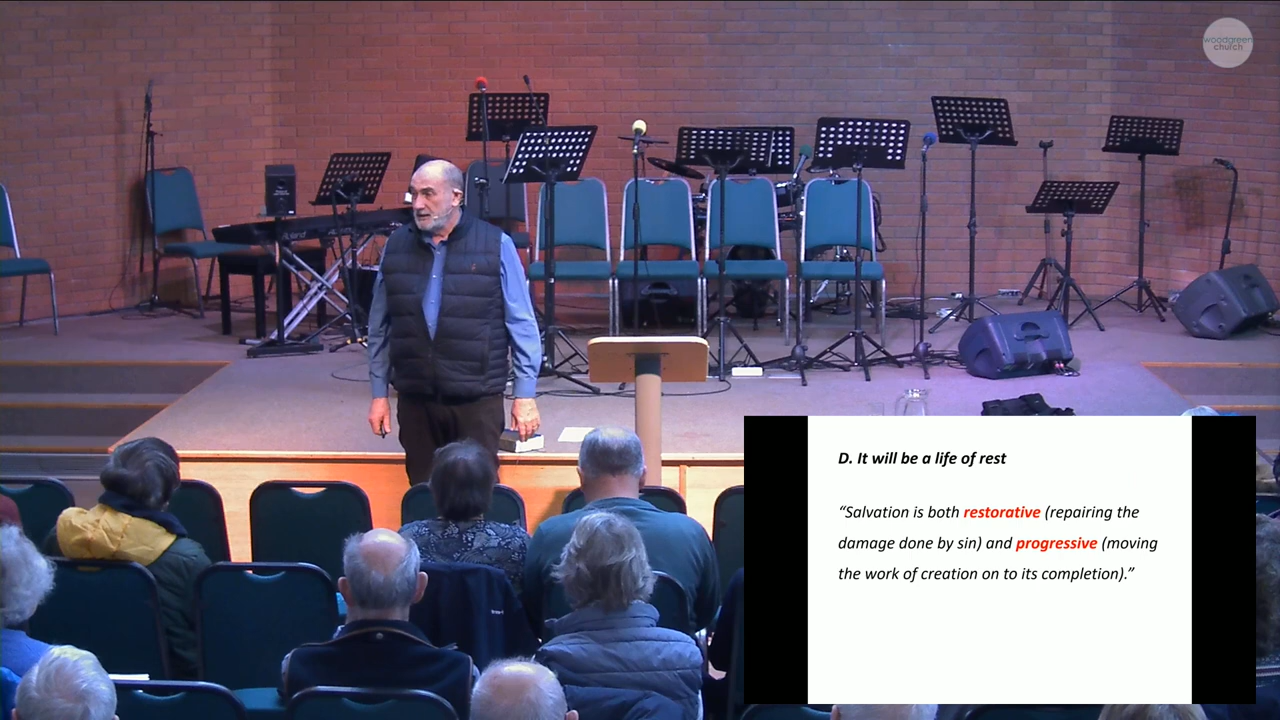 woodgreen
church
Roland
D. It will be a life of rest
“Salvation is both restorative (repairing the
damage done by sin) and progressive (moving
the work of creation on to its completion).”